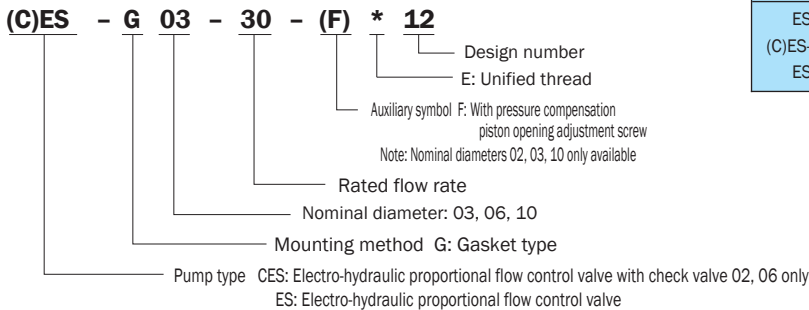 (C)ES – G 03 – 30 – (F) * 12
ES
(C)ES-
ES
Design number
E: Unified thread
Auxiliary symbol F: With pressure compensation
piston opening adjustment screw
Note: Nominal diameters 02, 03, 10 only available
Rated flow rate
Nominal diameter: 03, 06, 10
Mounting method G: Gasket type
Pump type CES: Electro-hydraulic proportional flow control valve with check valve 02, 06 only
ES: Electro-hydraulic proportional flow control valve